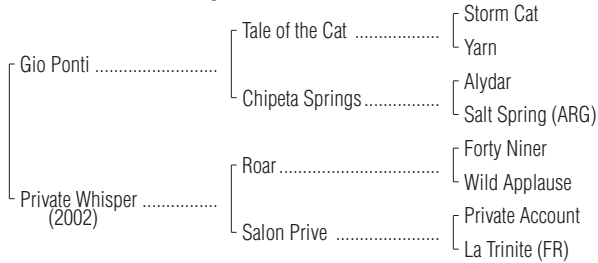 Storm Cat
Tale of the Cat ..................
Yarn
Gio Ponti ..........................
Alydar
Chipeta Springs................
Salt Spring (ARG)
Forty Niner
Roar..................................
Wild Applause
Private Whisper ................
(2002)
Private Account
Salon Prive ......................
La Trinite (FR)